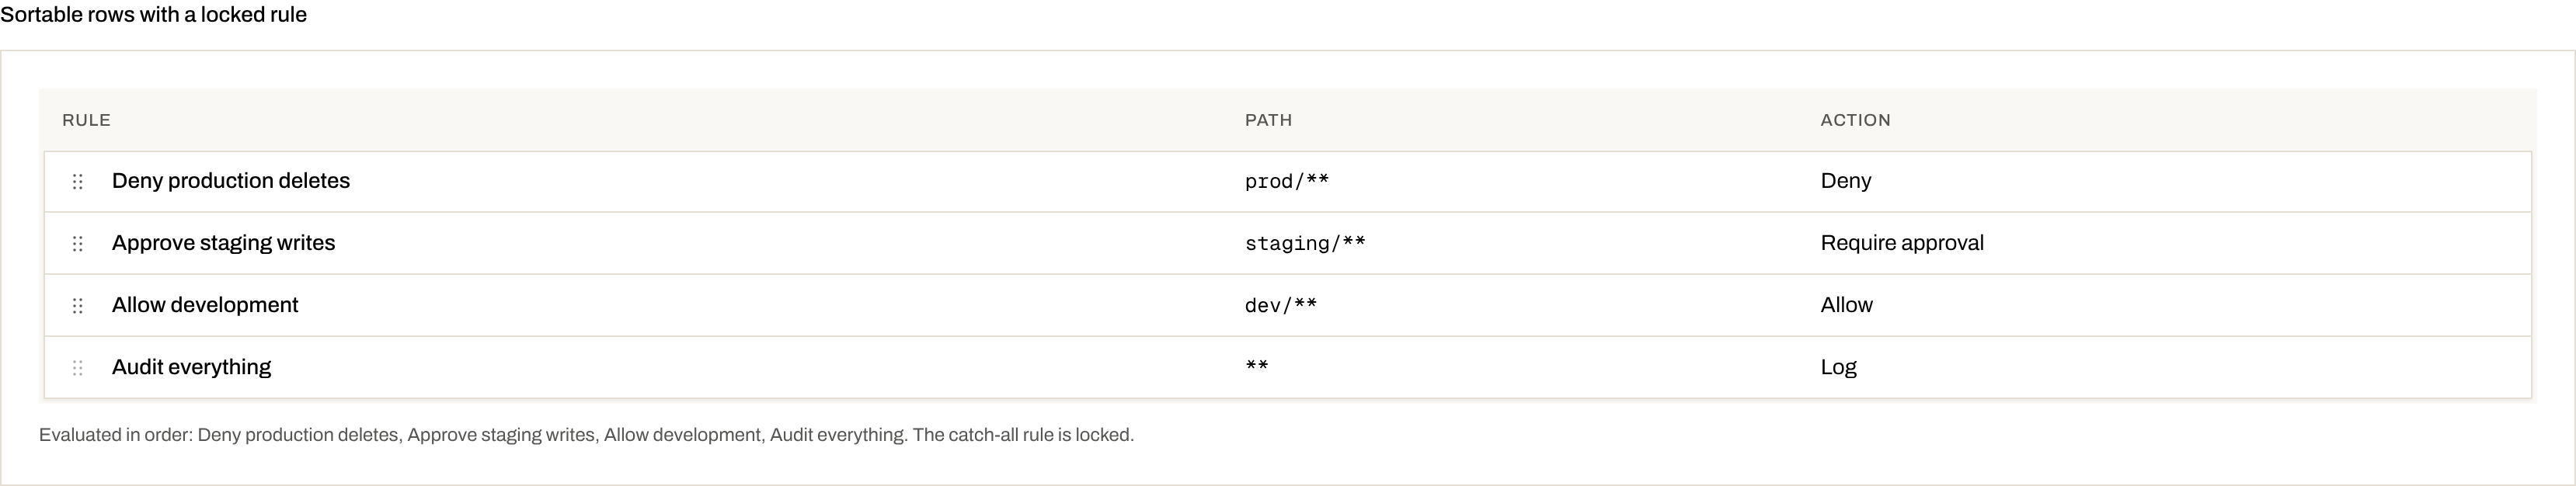 Sortable rows with a locked rule
RULE PATH ACTION
Deny production deletes prod/** Deny
Approve staging writes staging/** Require approval
Allow development dev/** Allow
Audit everything ** Log
Evaluated in order: Deny production deletes, Approve staging writes, Allow development, Audit everything. The catch-all rule is locked.